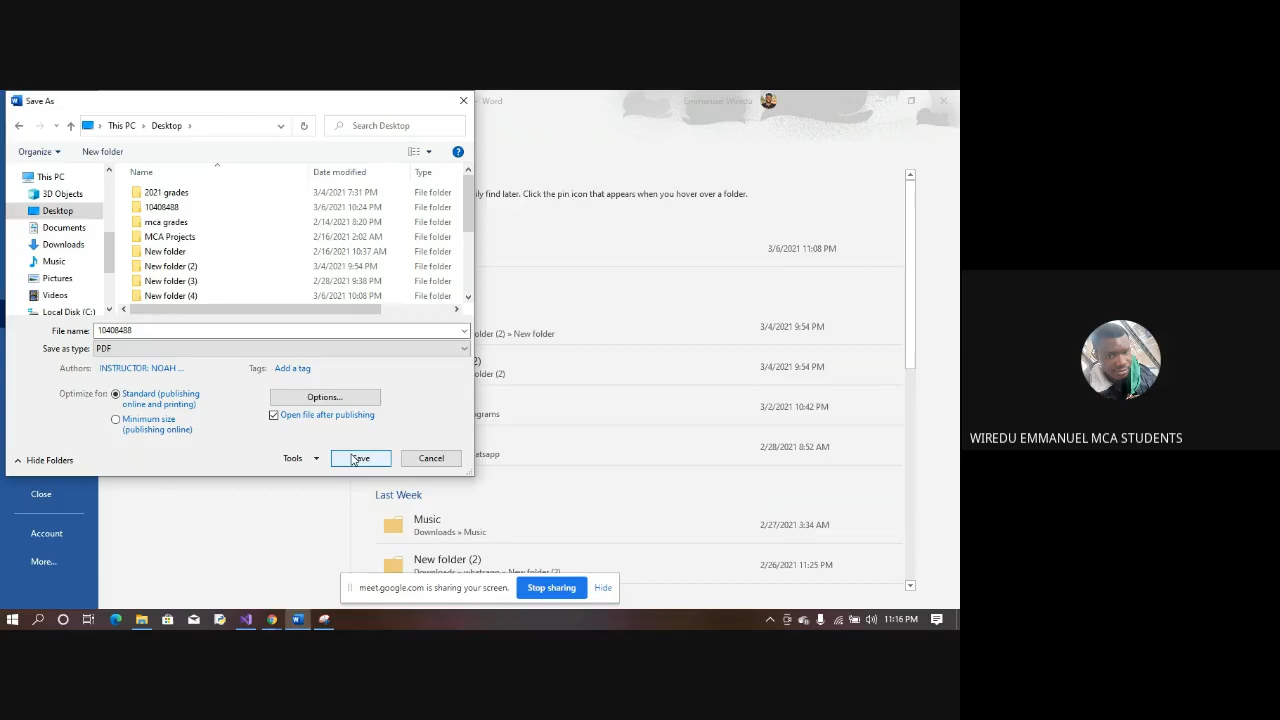 Save As
Word
Emmanuel Wiredu
This PC
Desktop
Search Desktop
Organize
New folder
Name
Date modified
Type
This PC
3D Objects
Desktop
Documents
Downloads
Music
Pictures
Videos
Local Disk (C:)
2021 grades 3/4/2021 7:31 PM File folder
10408488 3/6/2021 10:24 PM File folder
mca grades 2/14/2021 8:20 PM File folder
MCA Projects 2/16/2021 2:02 AM File folder
New folder 2/16/2021 10:37 AM File folder
New folder (2) 3/4/2021 9:54 PM File folder
New folder (3) 2/28/2021 9:38 PM File folder
New folder (4) 3/6/2021 10:08 PM File folder
File name: 10408488
Save as type: PDF
Authors: INSTRUCTOR: NOAH ...
Tags: Add a tag
Optimize for:
Standard (publishing
online and printing)
Minimum size
(publishing online)
Options...
Open file after publishing
Hide Folders
Tools
Save
Cancel
find later. Click the pin icon that appears when you hover over a folder.
3/6/2021 11:08 PM
(2) » New folder
3/4/2021 9:54 PM
(2)
3/4/2021 9:54 PM
3/2/2021 10:42 PM
2/28/2021 8:52 AM
Last Week
Music
Downloads » Music
2/27/2021 3:34 AM
New folder (2)
Downloads » whatsapp » New folder (2)
2/26/2021 11:25 PM
Close
Account
More...
meet.google.com is sharing your screen.
Stop sharing
Hide
11:16 PM
WIREDU EMMANUEL MCA STUDENTS